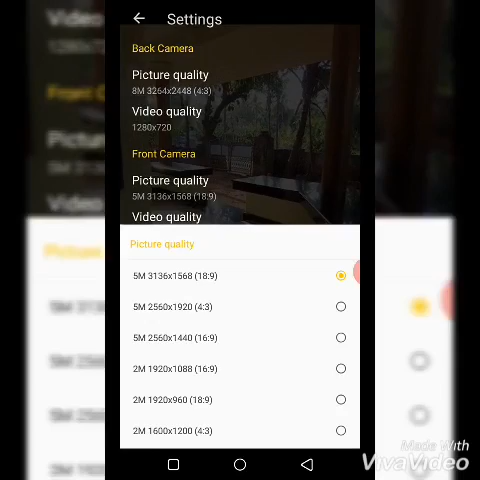 Settings
Back Camera
Picture quality
8M 3264x2448 (4:3)
Video quality
1280x720
Front Camera
Picture quality
5M 3136x1568 (18:9)
Video quality
Picture quality
5M 3136x1568 (18:9)
5M 2560x1920 (4:3)
5M 2560x1440 (16:9)
2M 1920x1088 (16:9)
2M 1920x960 (18:9)
2M 1600x1200 (4:3)
Made With
VivaVideo